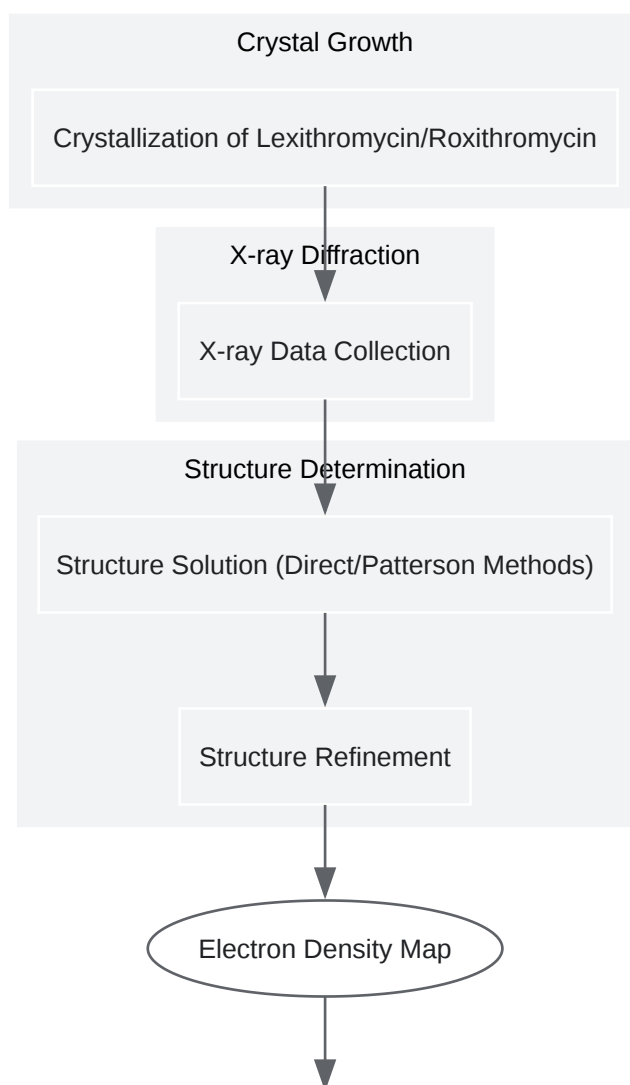 Crystal Growth
Crystallization of Lexithromycin/Roxithromycin
X-ray Diffraction
X-ray Data Collection
Structure Determination
Structure Solution (Direct/Patterson Methods)
Structure Refinement
Electron Density Map